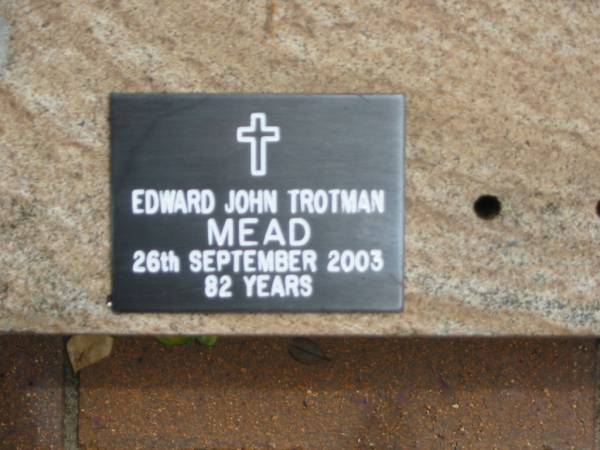 EDWARD JOHN TROTMAN
MEAD
26th SEPTEMBER 2003
82 YEARS